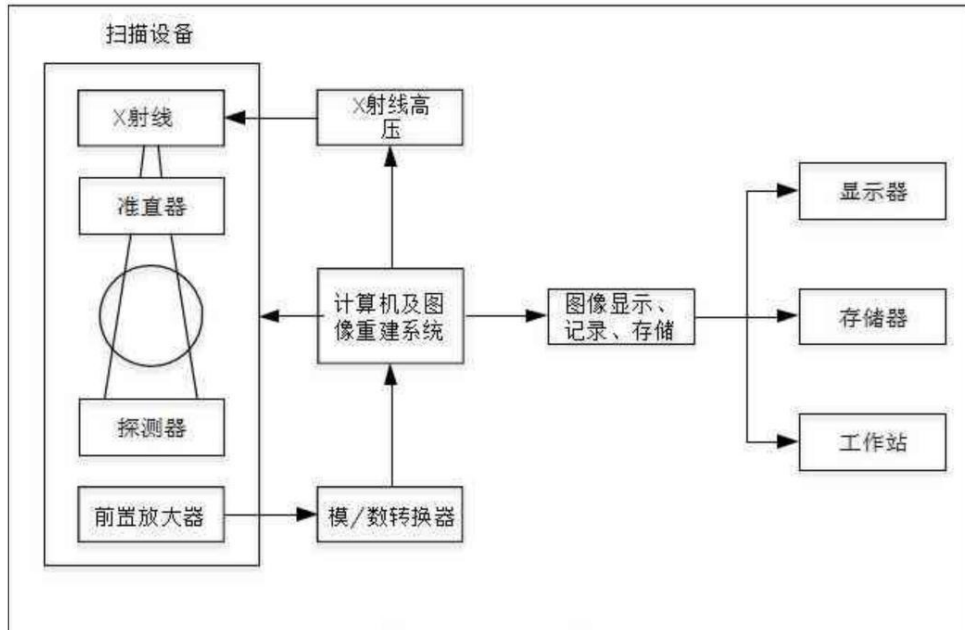 扫描设备
X射线
X射线高
压
准直器
显示器
计算机及图
像重建系统
图像显示、
记录、存储
存储器
探测器
工作站
前置放大器
模/数转换器